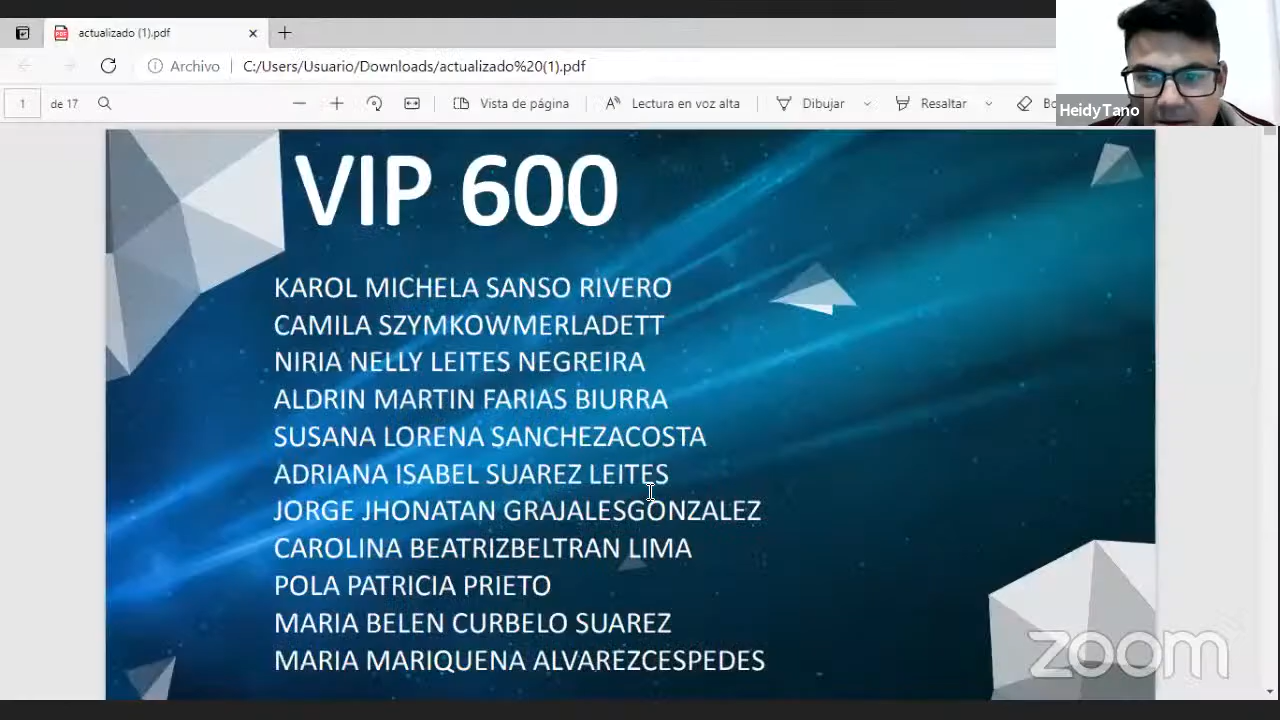 actualizado (1).pdf
Archivo
C:/Users/Usuario/Downloads/actualizado%20(1).pdf
1 de 17
Vista de página
Lectura en voz alta
Dibujar
Resaltar
HeidyTano
VIP 600
KAROL MICHELA SANSO RIVERO
CAMILA SZYMKOWMERLADETT
NIRIA NELLY LEITES NEGREIRA
ALDRIN MARTIN FARIAS BIURRA
SUSANA LORENA SANCHEZACOSTA
ADRIANA ISABEL SUAREZ LEITES
JORGE JHONATAN GRAJALESGONZALEZ
CAROLINA BEATRIZBELTRAN LIMA
POLA PATRICIA PRIETO
MARIA BELEN CURBELO SUAREZ
MARIA MARIQUENA ALVAREZCESPEDES
zoom